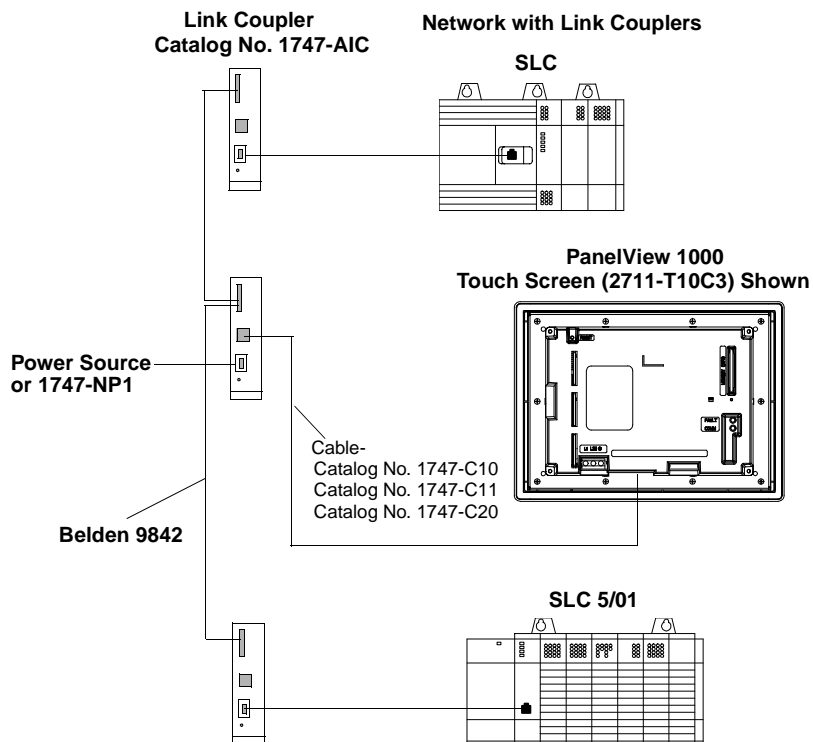 Link Coupler
Catalog No. 1747-AIC
Network with Link Couplers
SLC
PanelView 1000
Touch Screen (2711-T10C3) Shown
Power Source
or 1747-NP1
Cable-
Catalog No. 1747-C10
Catalog No. 1747-C11
Catalog No. 1747-C20
Belden 9842
SLC 5/01